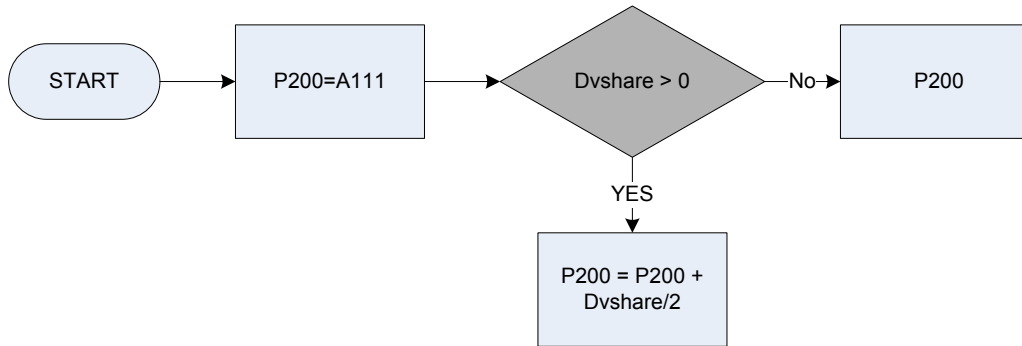 START
P200=A111
Dvshare > 0
No
P200
YES
P200 = P200 +
Dvshare/2